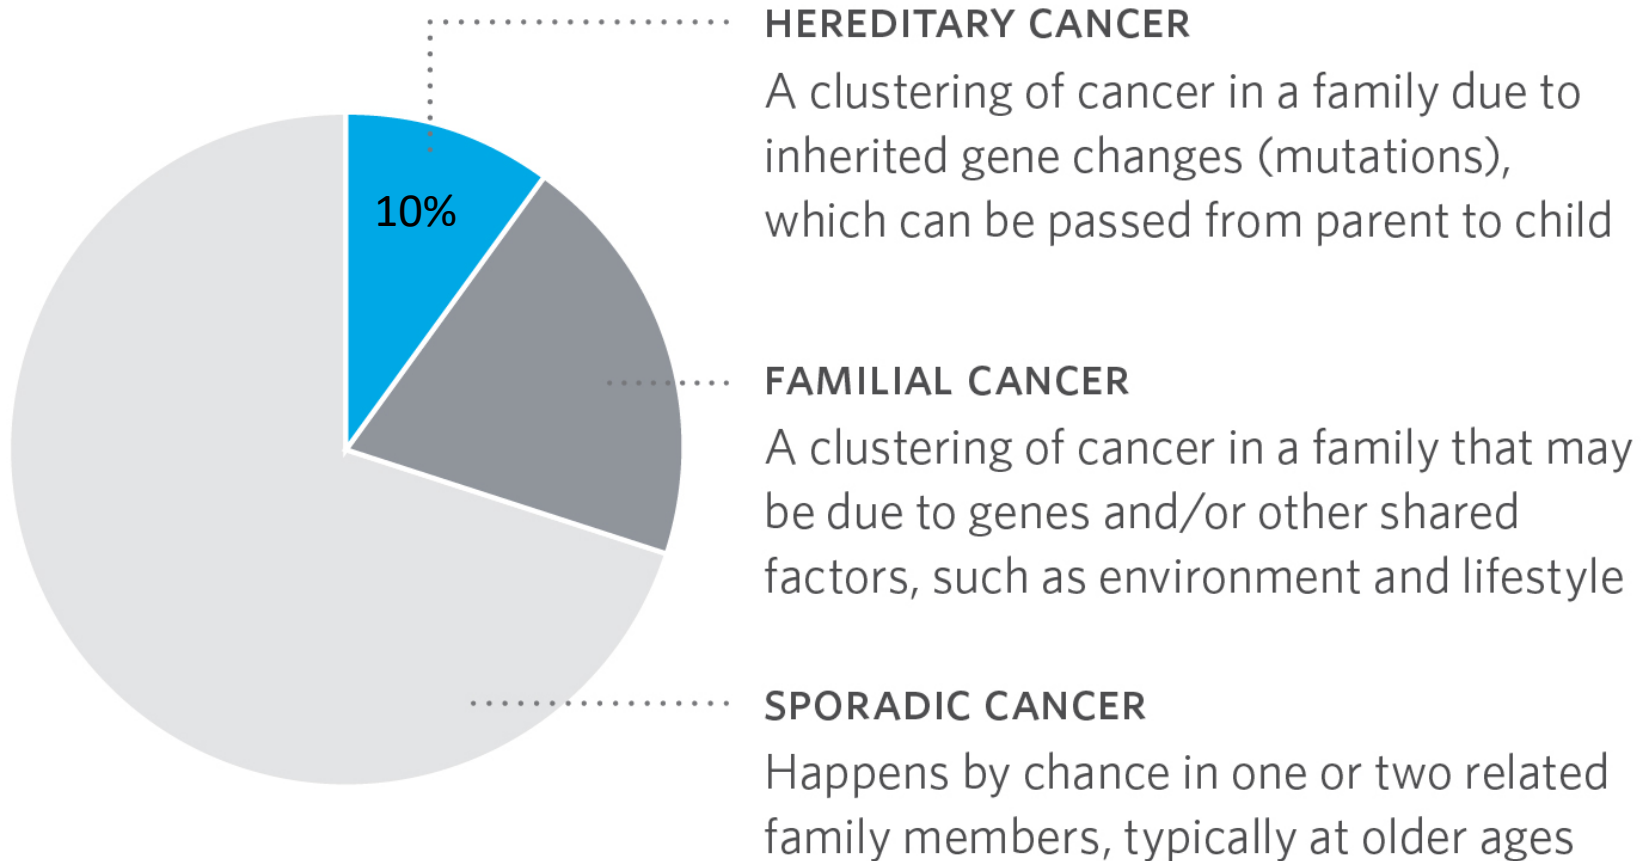 HEREDITARY CANCER
A clustering of cancer in a family due to
inherited gene changes (mutations),
which can be passed from parent to child
10%
FAMILIAL CANCER
A clustering of cancer in a family that may
be due to genes and/or other shared
factors, such as environment and lifestyle
SPORADIC CANCER
Happens by chance in one or two related
family members, typically at older ages